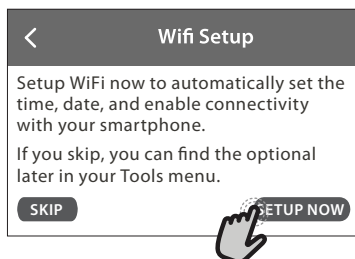 Wifi Setup
Setup WiFi now to automatically set the
time, date, and enable connectivity
with your smartphone.
If you skip, you can find the optional
later in your Tools menu.
SKIP
SETUP NOW